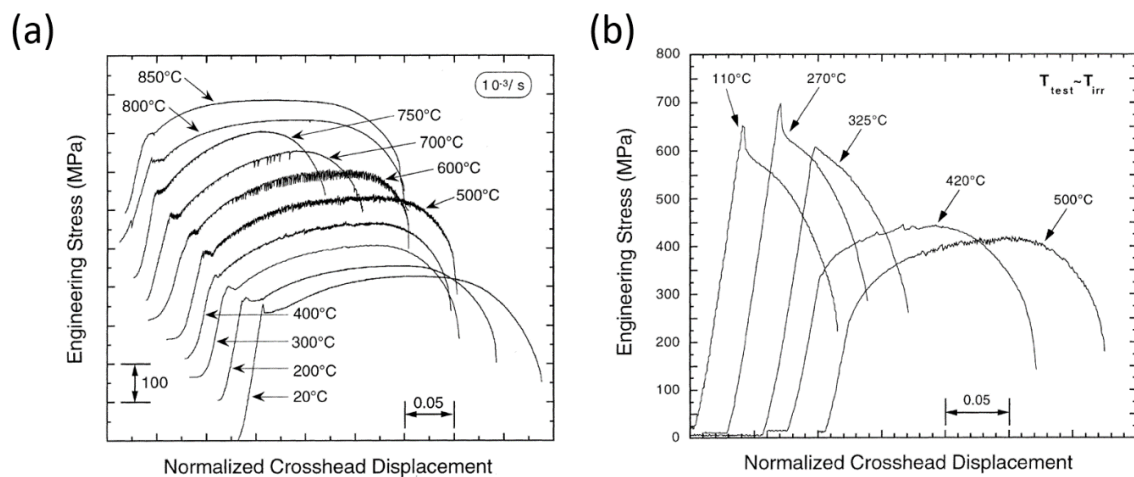 (a)
850°C
800°C
10⁻³/ s
750°C
700°C
600°C
500°C
400°C
300°C
200°C
20°C
100
0.05
Engineering Stress (MPa)
Normalized Crosshead Displacement
(b)
800
700
600
500
400
300
200
100
0
110°C
270°C
T test ~ T irr
325°C
420°C
500°C
0.05
Engineering Stress (MPa)
Normalized Crosshead Displacement